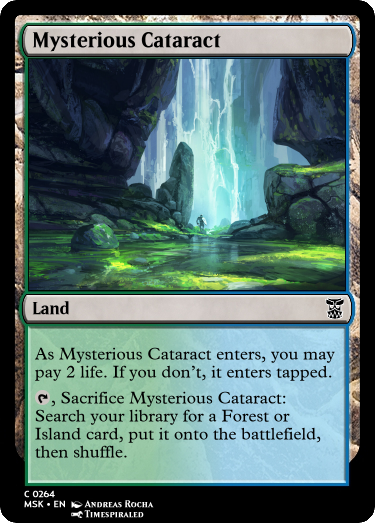 Mysterious Cataract
Land
As Mysterious Cataract enters, you may
pay 2 life. If you don't, it enters tapped.
, Sacrifice Mysterious Cataract:
Search your library for a Forest or
Island card, put it onto the battlefield,
then shuffle.
C 0264
MSK • EN Andreas Rocha
Timespiraled